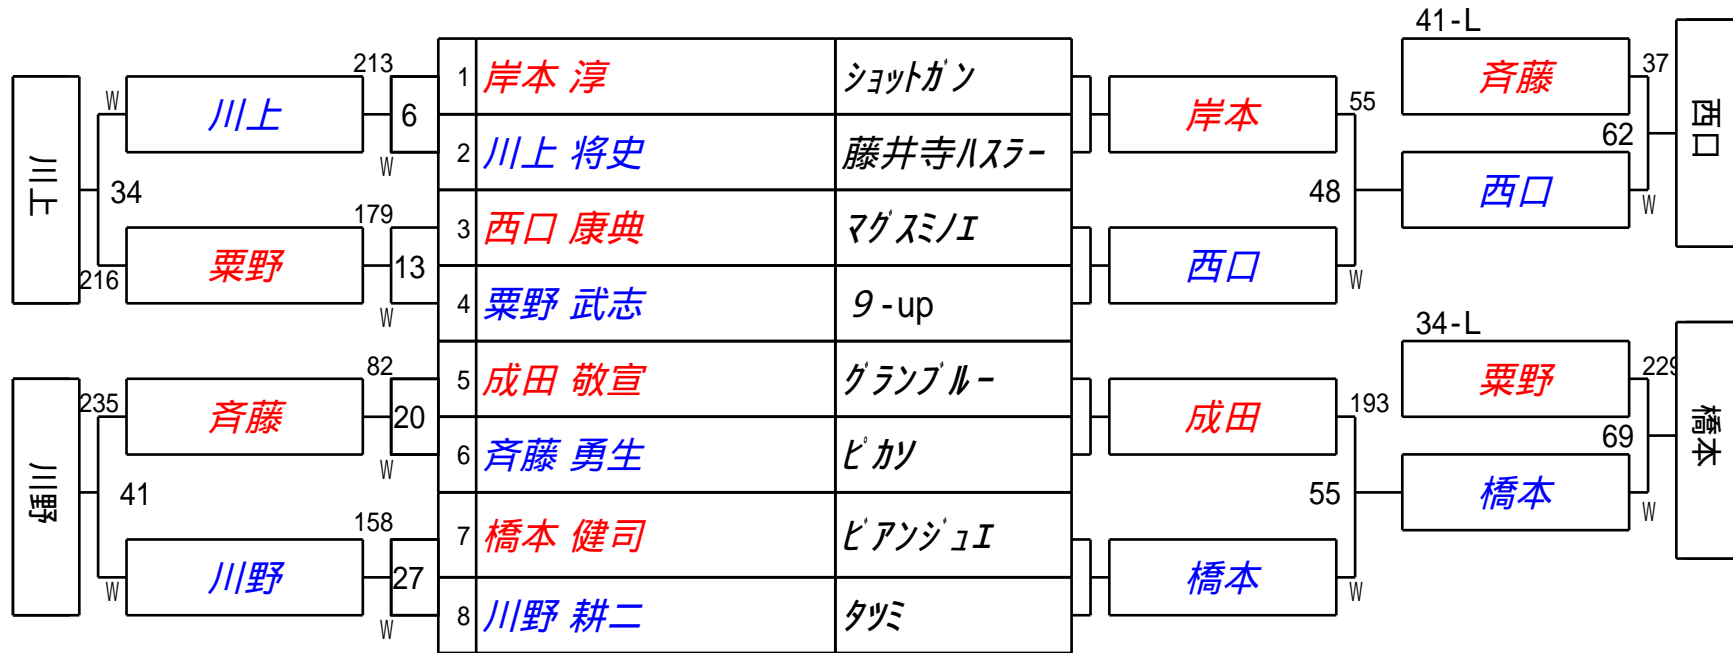 川上
川野
W
216
34
235
W
41
213
川上
W
6
179
粟野
W
13
82
斉藤
W
20
158
川野
W
27
1 岸本 淳 ショットガン
2 川上 将史 藤井寺ハスラー
3 西口 康典 マグスミノエ
4 粟野 武志 9-up
5 成田 敬宣 グランブルー
6 斉藤 勇生 ピカソ
7 橋本 健司 ビアンジュエ
8 川野 耕二 タツミ
岸本
55
48
西口
W
成田
193
55
橋本
W
41-L
斉藤
37
62
西口
W
34-L
粟野
229
69
橋本
W
西口
橋本